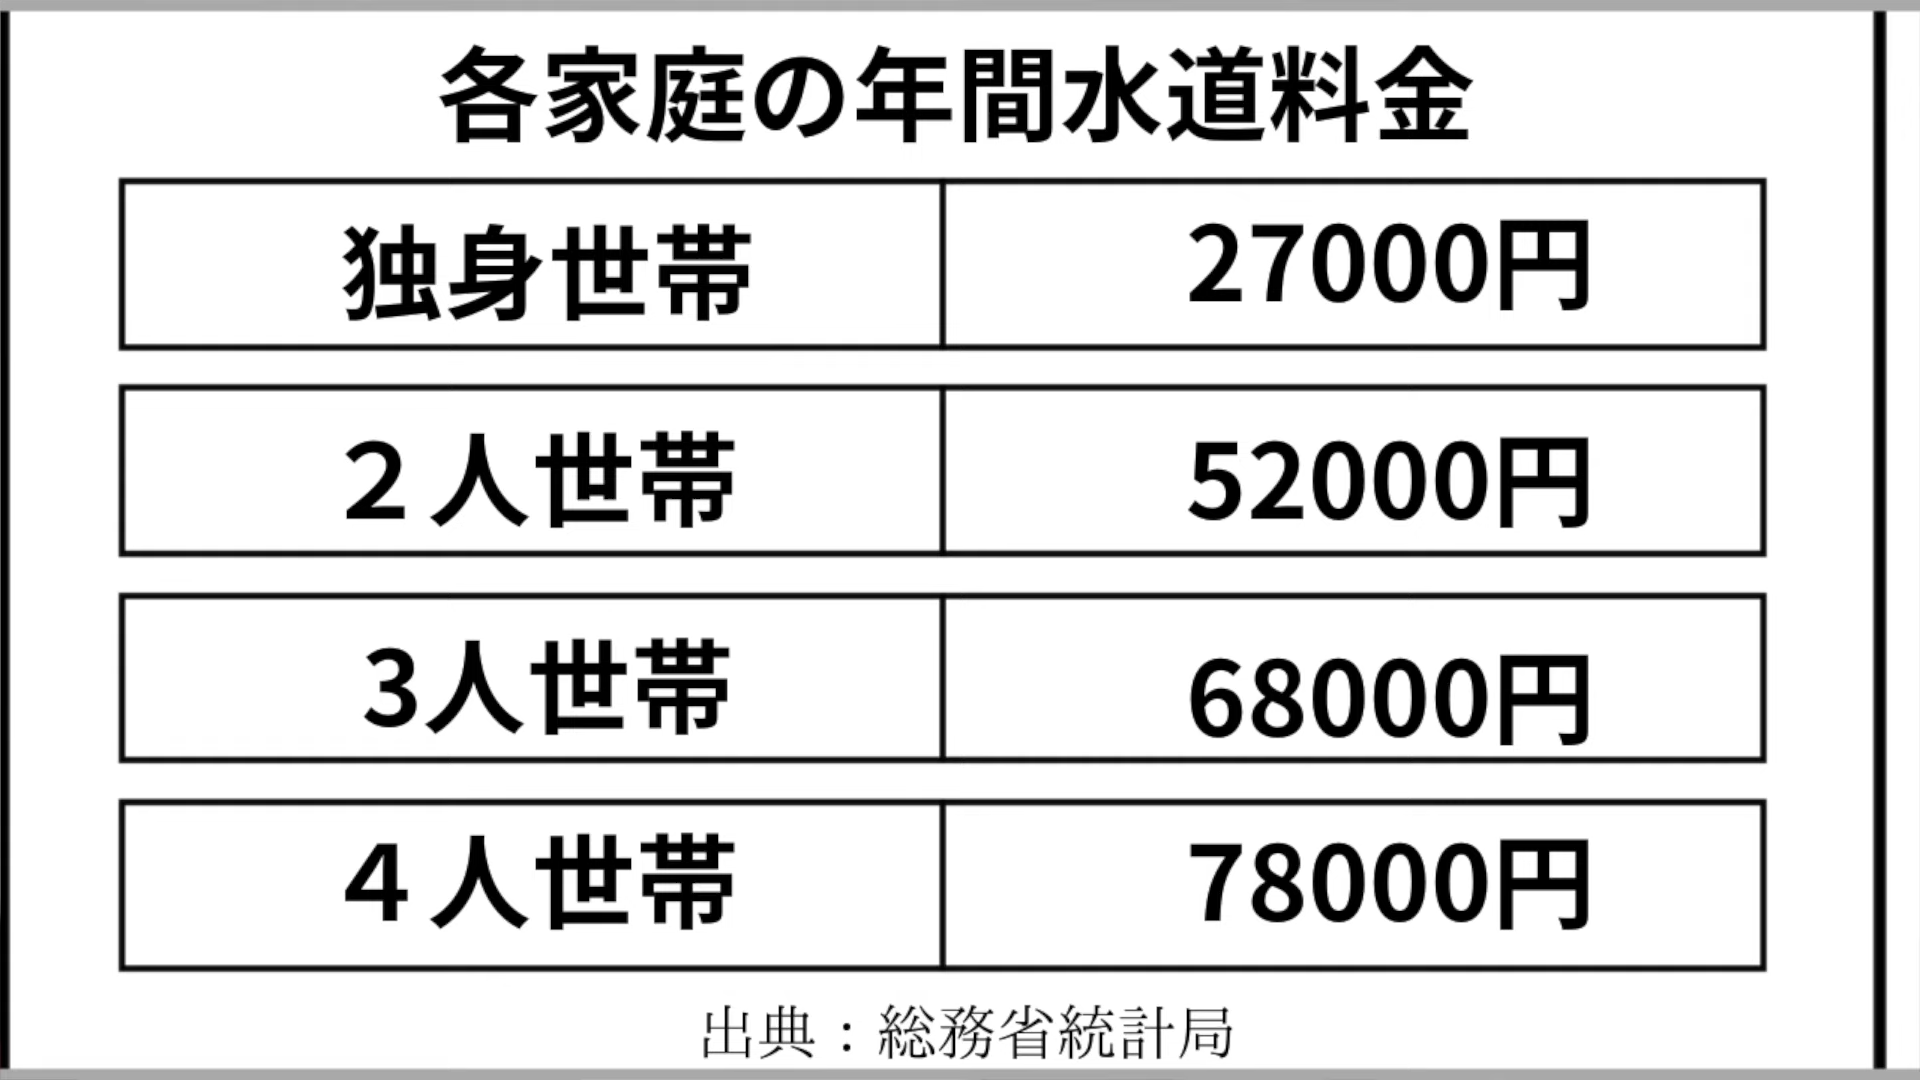 各家庭の年間水道料金
独身世帯 27000円
２人世帯 52000円
3人世帯 68000円
４人世帯 78000円
出典：総務省統計局